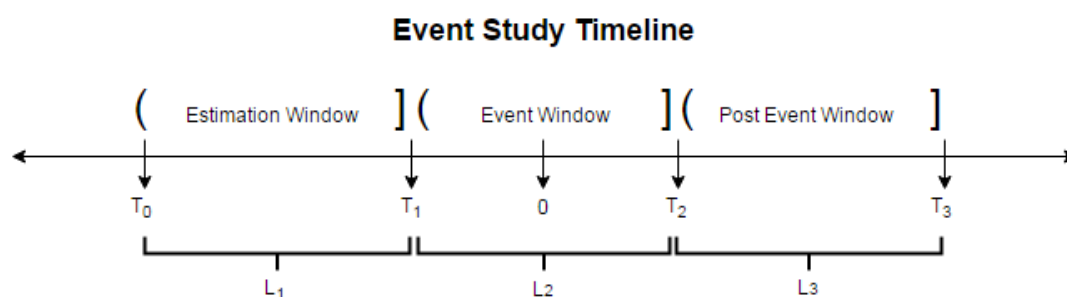 Event Study Timeline
( Estimation Window ] ( Event Window ] ( Post Event Window ]
T₀ T₁ 0 T₂ T₃
L₁ L₂ L₃